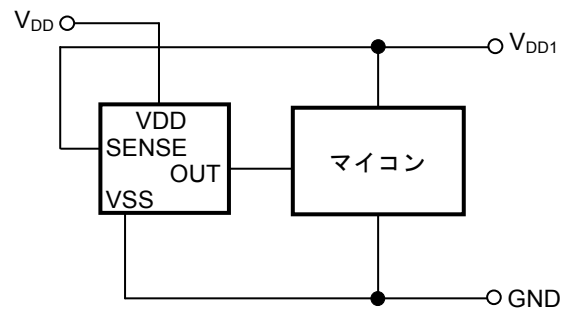 VDD
VDD1
VDD
SENSE
OUT
VSS
マイコン
GND